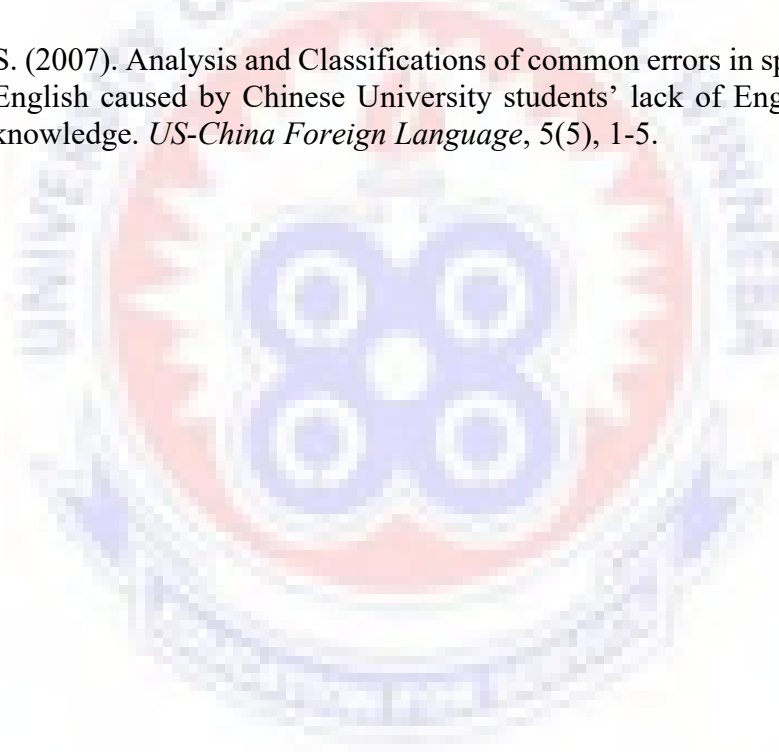 S. (2007). Analysis and Classifications of common errors in sp
English caused by Chinese University students’ lack of Eng
knowledge. US-China Foreign Language, 5(5), 1-5.